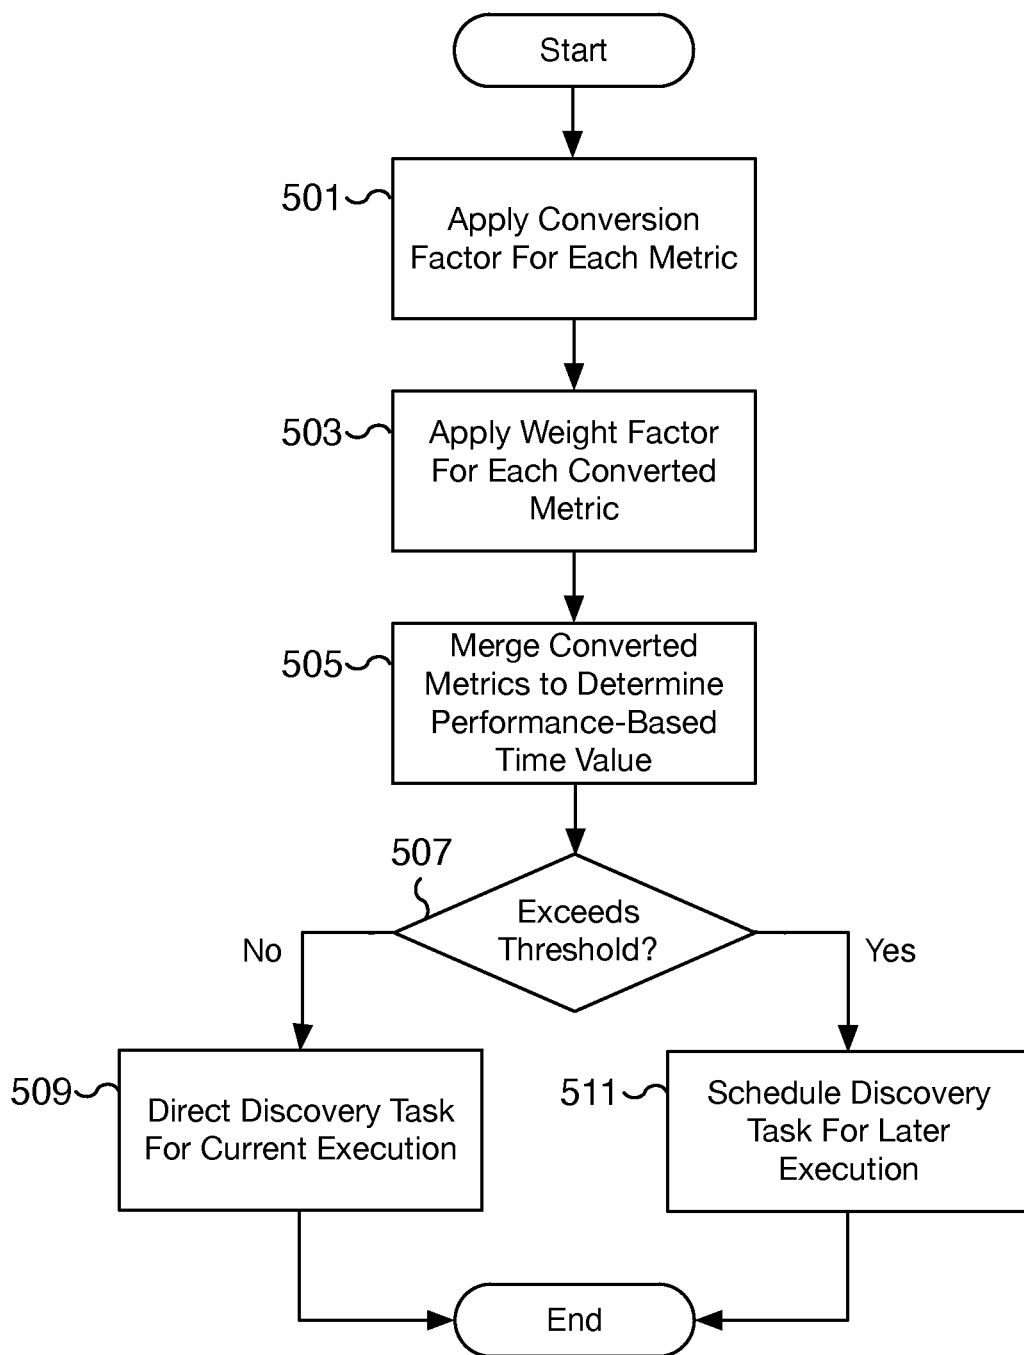 Start
501
Apply Conversion
Factor For Each Metric
503
Apply Weight Factor
For Each Converted
Metric
505
Merge Converted
Metrics to Determine
Performance-Based
Time Value
507
Exceeds
Threshold?
No
Yes
509
Direct Discovery Task
For Current Execution
511
Schedule Discovery
Task For Later
Execution
End